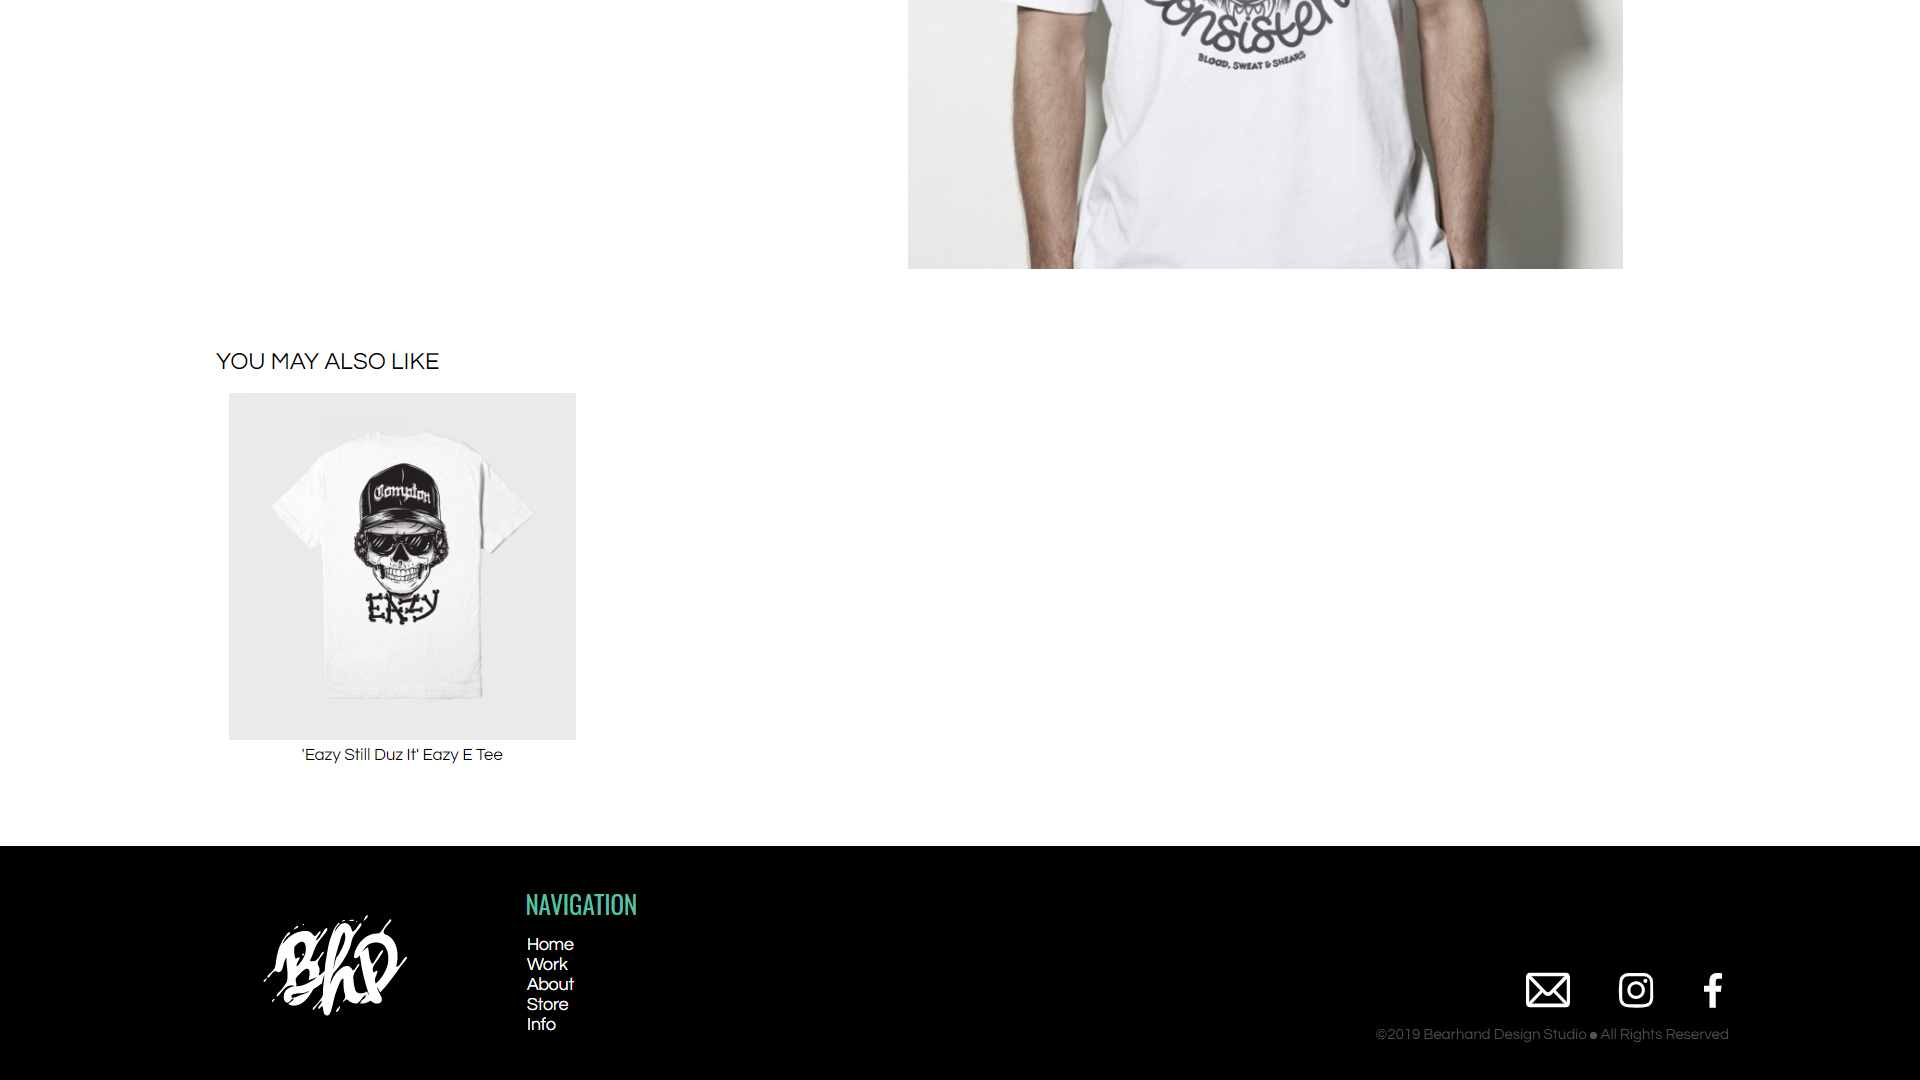 Consistent
BLOOD, SWEAT & SHEARS
YOU MAY ALSO LIKE
Compton
EAZY
'Eazy Still Duz It' Eazy E Tee
BhD
NAVIGATION
Home
Work
About
Store
Info
©2019 Bearhand Design Studio ● All Rights Reserved